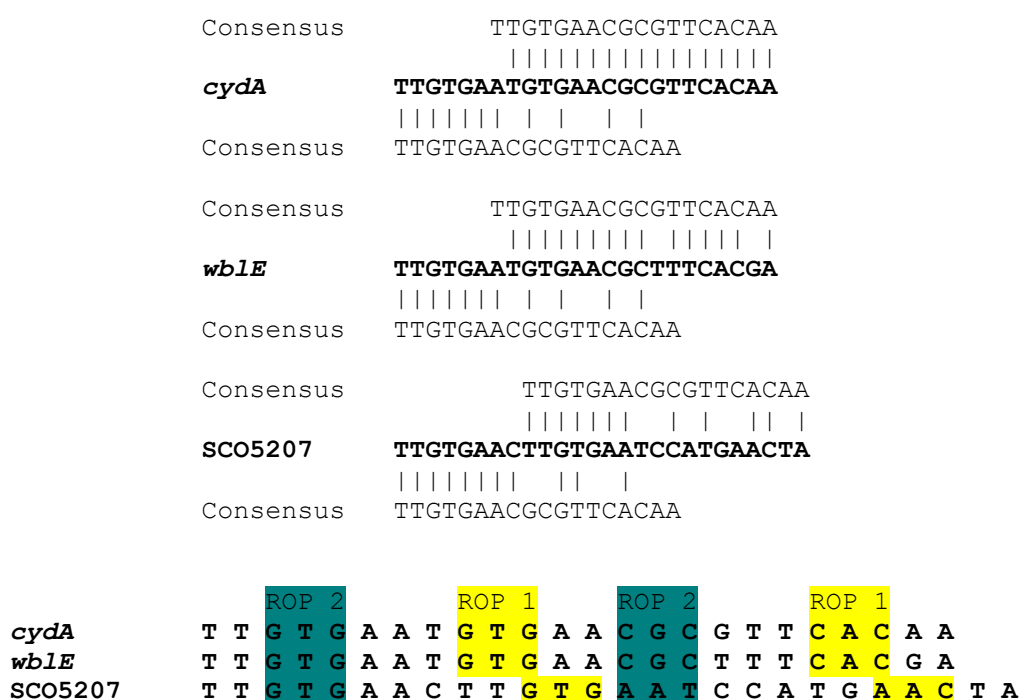 Consensus TTGTGAACGCGTTCACAA
|||||||||||||||||
cydA TTGTGAATGTGAACGCGTTCACAA
||||||| | |  | |
Consensus TTGTGAACGCGTTCACAA
Consensus TTGTGAACGCGTTCACAA
||||||||| ||||| |
wblE TTGTGAATGTGAACGCTTTCACGA
||||||| | |  | |
Consensus TTGTGAACGCGTTCACAA
Consensus TTGTGAACGCGTTCACAA
|||||||  | |  || |
SCO5207 TTGTGAACTTGTGAATCCATGAACTA
||||||||  ||  |
Consensus TTGTGAACGCGTTCACAA
ROP 2 ROP 1 ROP 2 ROP 1
cydA T T G T G A A T G T G A A C G C G T T C A C A A
wblE T T G T G A A T G T G A A C G C T T T C A C G A
SCO5207 T T G T G A A C T T G T G A A T C C A T G A A C T A